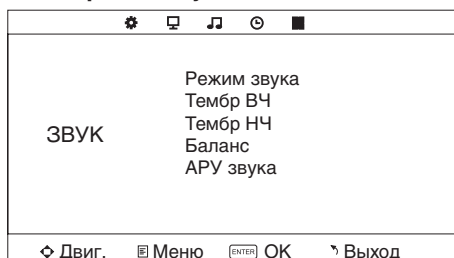 Режим звука
Тембр ВЧ
Тембр НЧ
ЗВУК
Баланс
АРУ звука
Двиг. Меню ENTER OK Выход